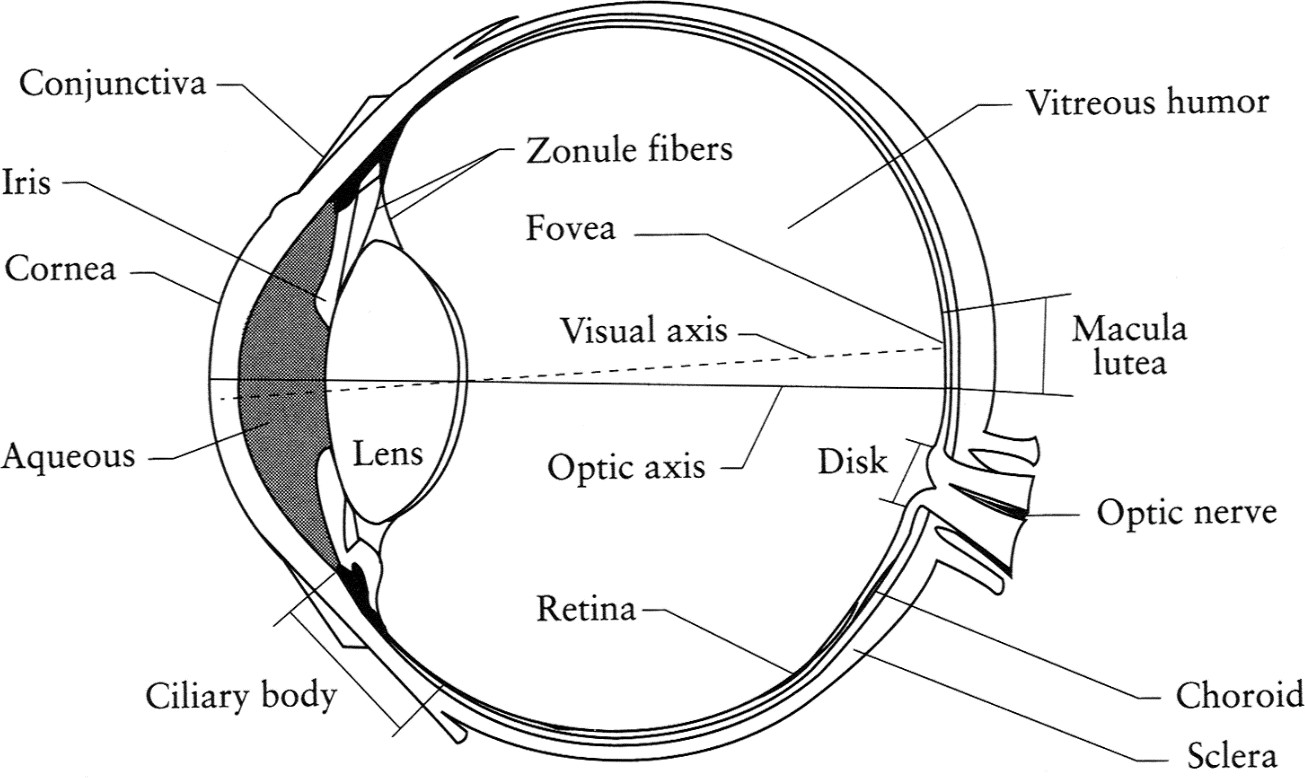 Conjunctiva
Vitreous humor
Zonule fibers
Iris
Fovea
Cornea
Visual axis
Macula
lutea
Aqueous
Lens
Optic axis
Disk
Optic nerve
Retina
Ciliary body
Choroid
Sclera